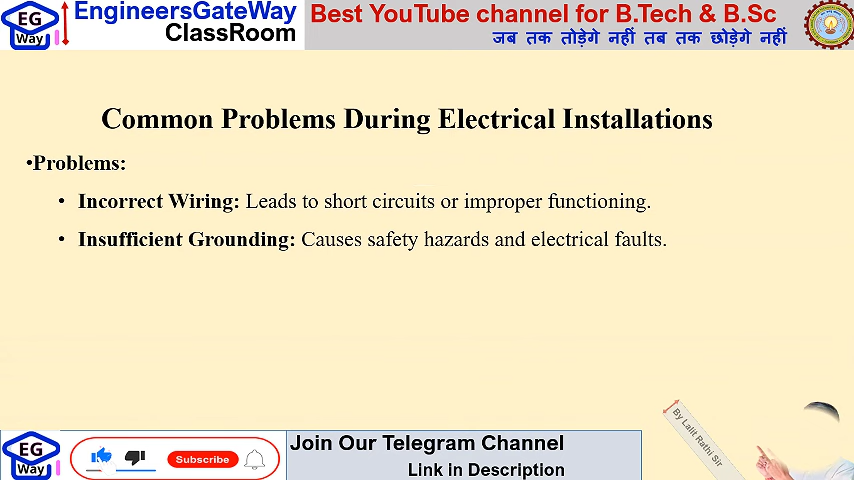 EG
Way
EngineersGateWay
ClassRoom
Best YouTube channel for B.Tech & B.Sc
जब तक तोड़ेगे नहीं तब तक छोड़ेगे नहीं
Common Problems During Electrical Installations
•Problems:
• Incorrect Wiring: Leads to short circuits or improper functioning.
• Insufficient Grounding: Causes safety hazards and electrical faults.
By Lalit Rathi Sir
EG
Way
Subscribe
Join Our Telegram Channel
Link in Description